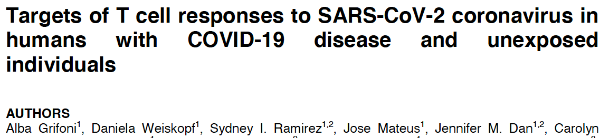 Targets of T cell responses to SARS-CoV-2 coronavirus in
humans with COVID-19 disease and unexposed
individuals
AUTHORS
Alba Grifoni¹, Daniela Weiskopf¹, Sydney I. Ramirez¹,², Jose Mateus¹, Jennifer M. Dan¹,², Carolyn